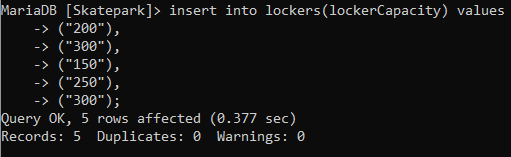 MariaDB [Skatepark]> insert into lockers(lockerCapacity) values
-> ("200"),
-> ("300"),
-> ("150"),
-> ("250"),
-> ("300");
Query OK, 5 rows affected (0.377 sec)
Records: 5  Duplicates: 0  Warnings: 0